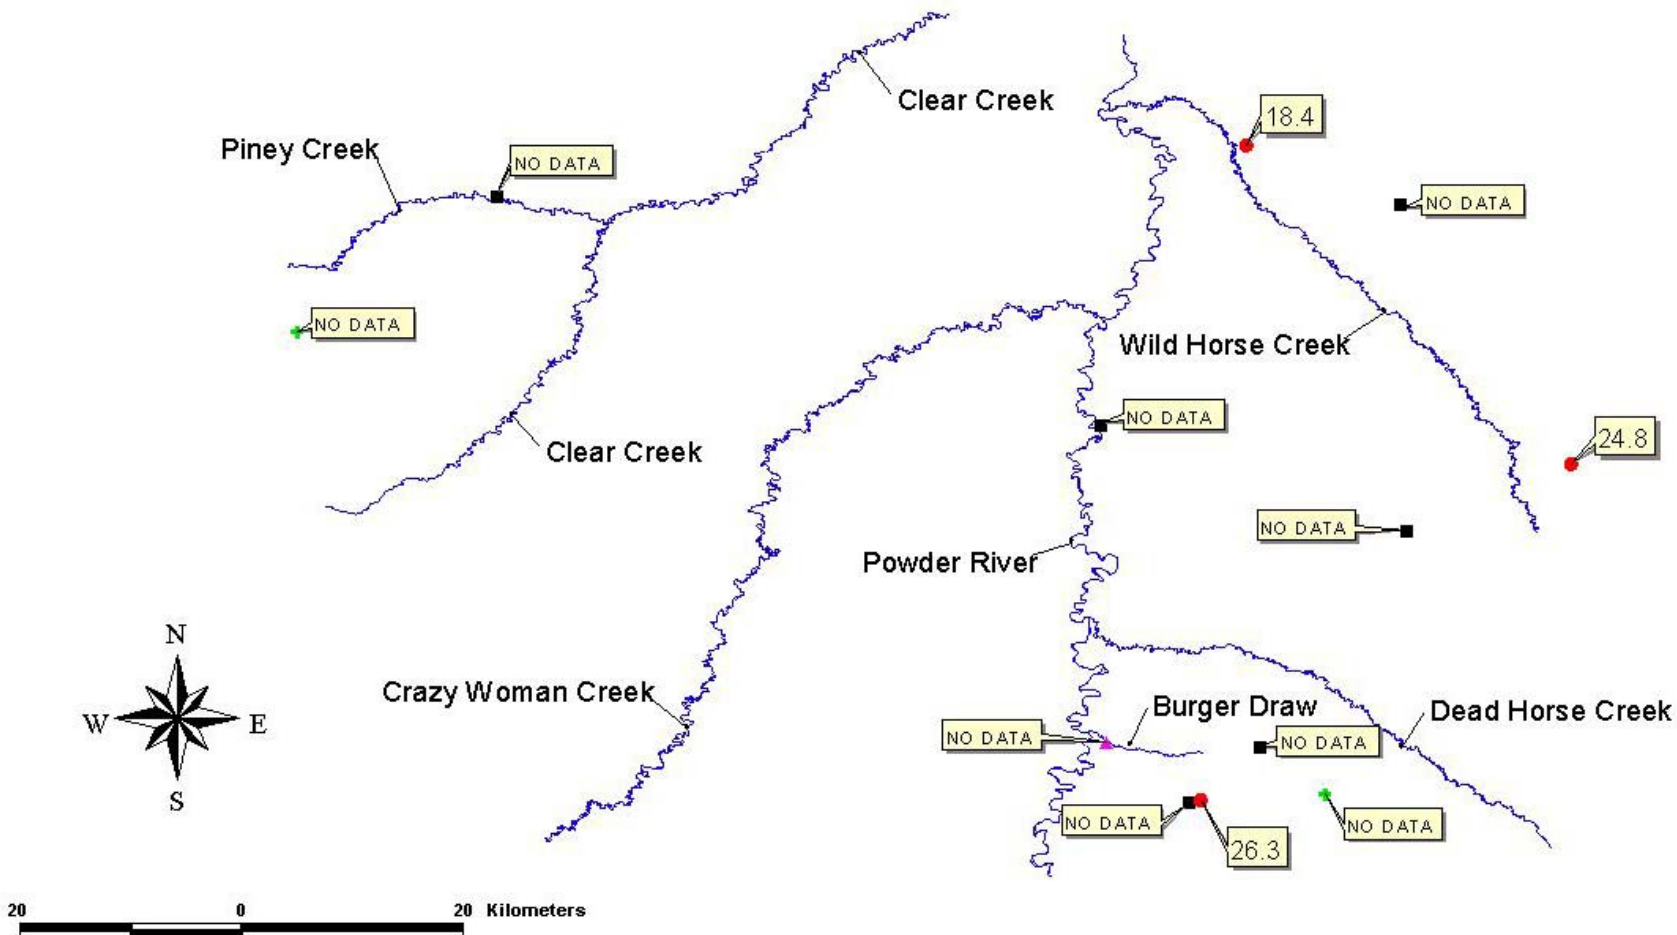 Clear Creek
18.4
Piney Creek
NO DATA
NO DATA
NO DATA
Wild Horse Creek
NO DATA
24.8
Clear Creek
NO DATA
Powder River
N
W
E
S
Crazy Woman Creek
Burger Draw
Dead Horse Creek
NO DATA
NO DATA
NO DATA
NO DATA
26.3
20 0 20 Kilometers